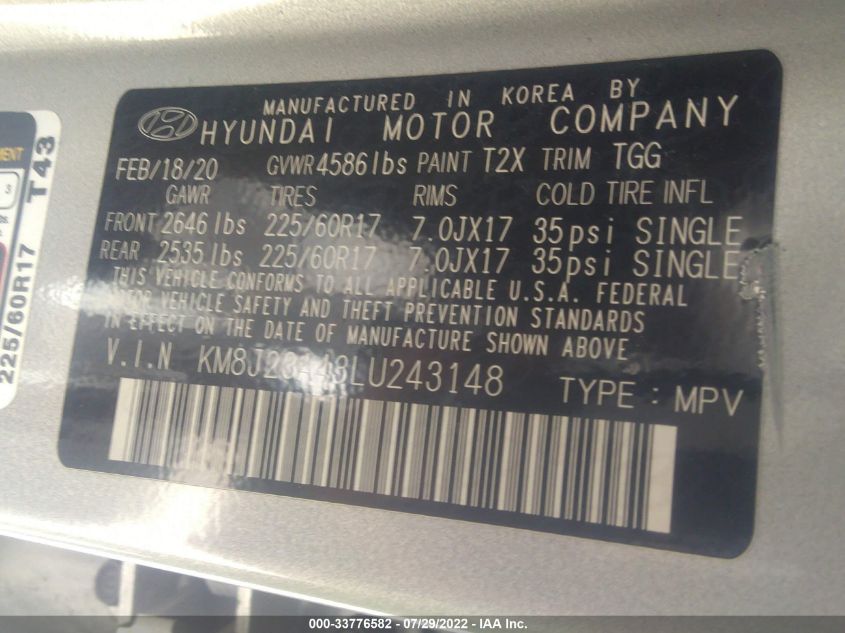 MANUFACTURED IN KOREA BY
HYUNDAI MOTOR COMPANY
FEB/18/20 GVWR 4586lbs PAINT T2X TRIM TGG
GAWR TIRES RIMS COLD TIRE INFL
FRONT 2646 lbs 225/60R17 7.0JX17 35psi SINGLE
REAR 2535 lbs 225/60R17 7.0JX17 35psi SINGLE
THIS VEHICLE CONFORMS TO ALL APPLICABLE U.S.A. FEDERAL
MOTOR VEHICLE SAFETY AND THEFT PREVENTION STANDARDS
IN EFFECT ON THE DATE OF MANUFACTURE SHOWN ABOVE
V.I.N KM8J23A43LU243148 TYPE : MPV
3
225/60R17 T43
000-33776582 - 07/29/2022 - IAA Inc.